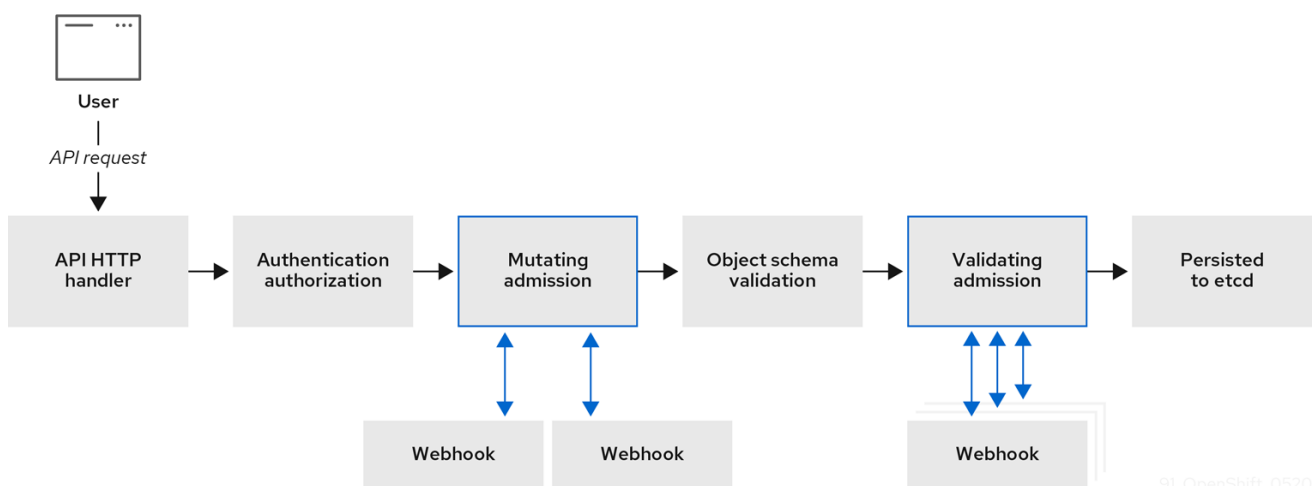 User
API request
API HTTP
handler
Authentication
authorization
Mutating
admission
Object schema
validation
Validating
admission
Persisted
to etcd
Webhook
Webhook
Webhook
91_OpenShift_0520